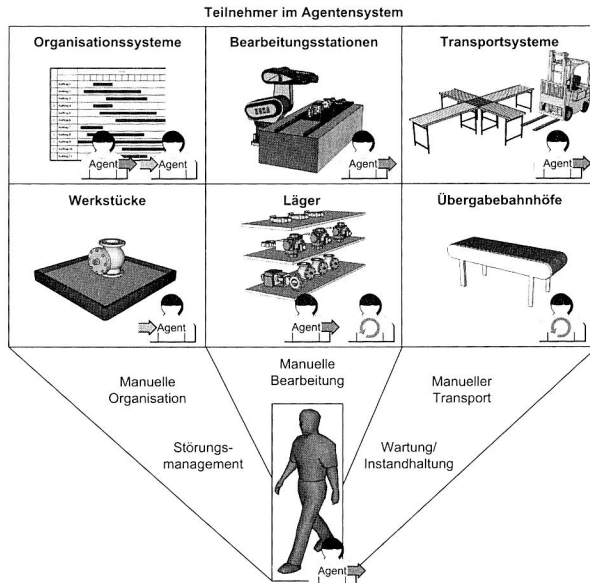 Teilnehmer im Agentensystem
Organisationssysteme
Bearbeitungsstationen
Transportsysteme
Agent
Agent
Agent
Agent
Werkstücke
Läger
Übergabebahnhöfe
Agent
Agent
Manuelle
Organisation
Manuelle
Bearbeitung
Manueller
Transport
Störungs-
management
Wartung/
Instandhaltung
Agent